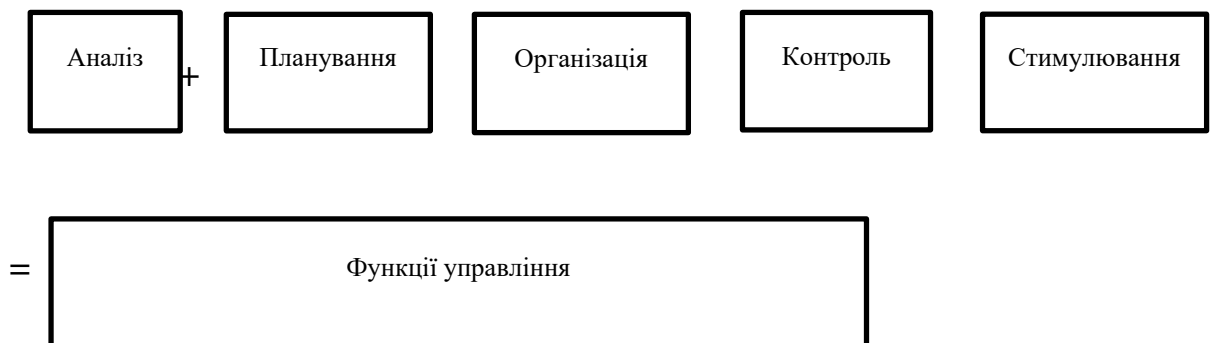 Аналіз + Планування Організація Контроль Стимулювання
= Функції управління